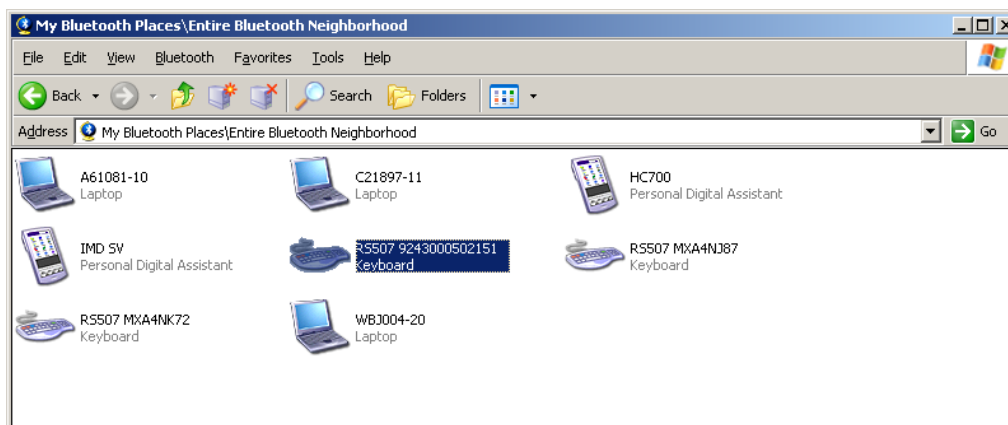 My Bluetooth Places\Entire Bluetooth Neighborhood
File Edit View Bluetooth Favorites Tools Help
Back Search Folders
Address My Bluetooth Places\Entire Bluetooth Neighborhood Go
A61081-10
Laptop
C21897-11
Laptop
HC700
Personal Digital Assistant
IMD SV
Personal Digital Assistant
RS507 9243000502151
Keyboard
RS507 MXA4NJ87
Keyboard
RS507 MXA4NK72
Keyboard
WBJ004-20
Laptop